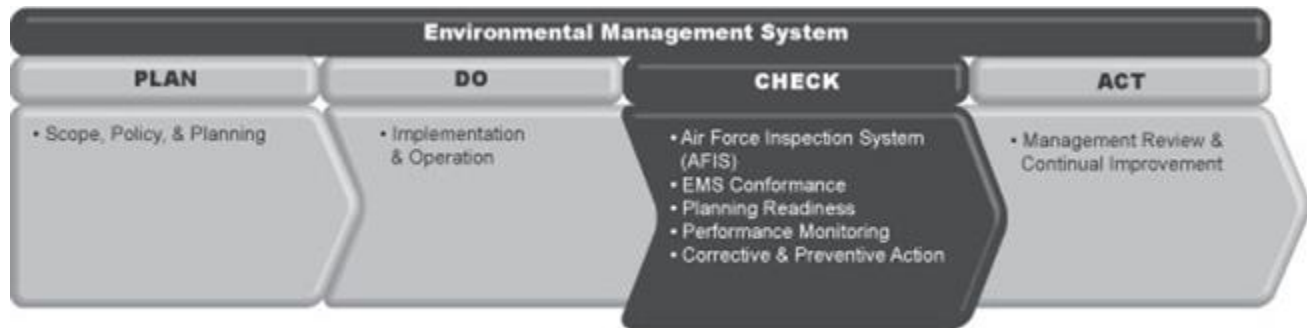 Environmental Management System
PLAN
• Scope, Policy, & Planning
DO
• Implementation
& Operation
CHECK
• Air Force Inspection System
(AFIS)
• EMS Conformance
• Planning Readiness
• Performance Monitoring
• Corrective & Preventive Action
ACT
• Management Review &
Continual Improvement